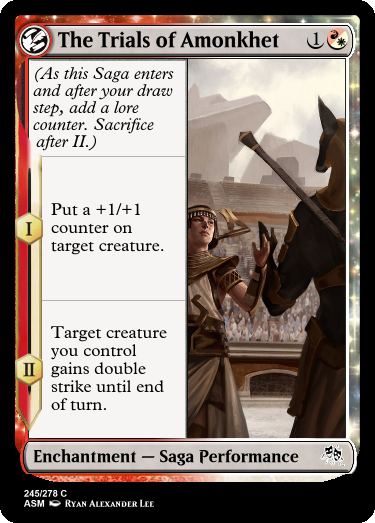 The Trials of Amonkhet 1
(As this Saga enters
and after your draw
step, add a lore
counter. Sacrifice
after II.)
I
Put a +1/+1
counter on
target creature.
II
Target creature
you control
gains double
strike until end
of turn.
Enchantment — Saga Performance
245/278 C
ASM Ryan Alexander Lee